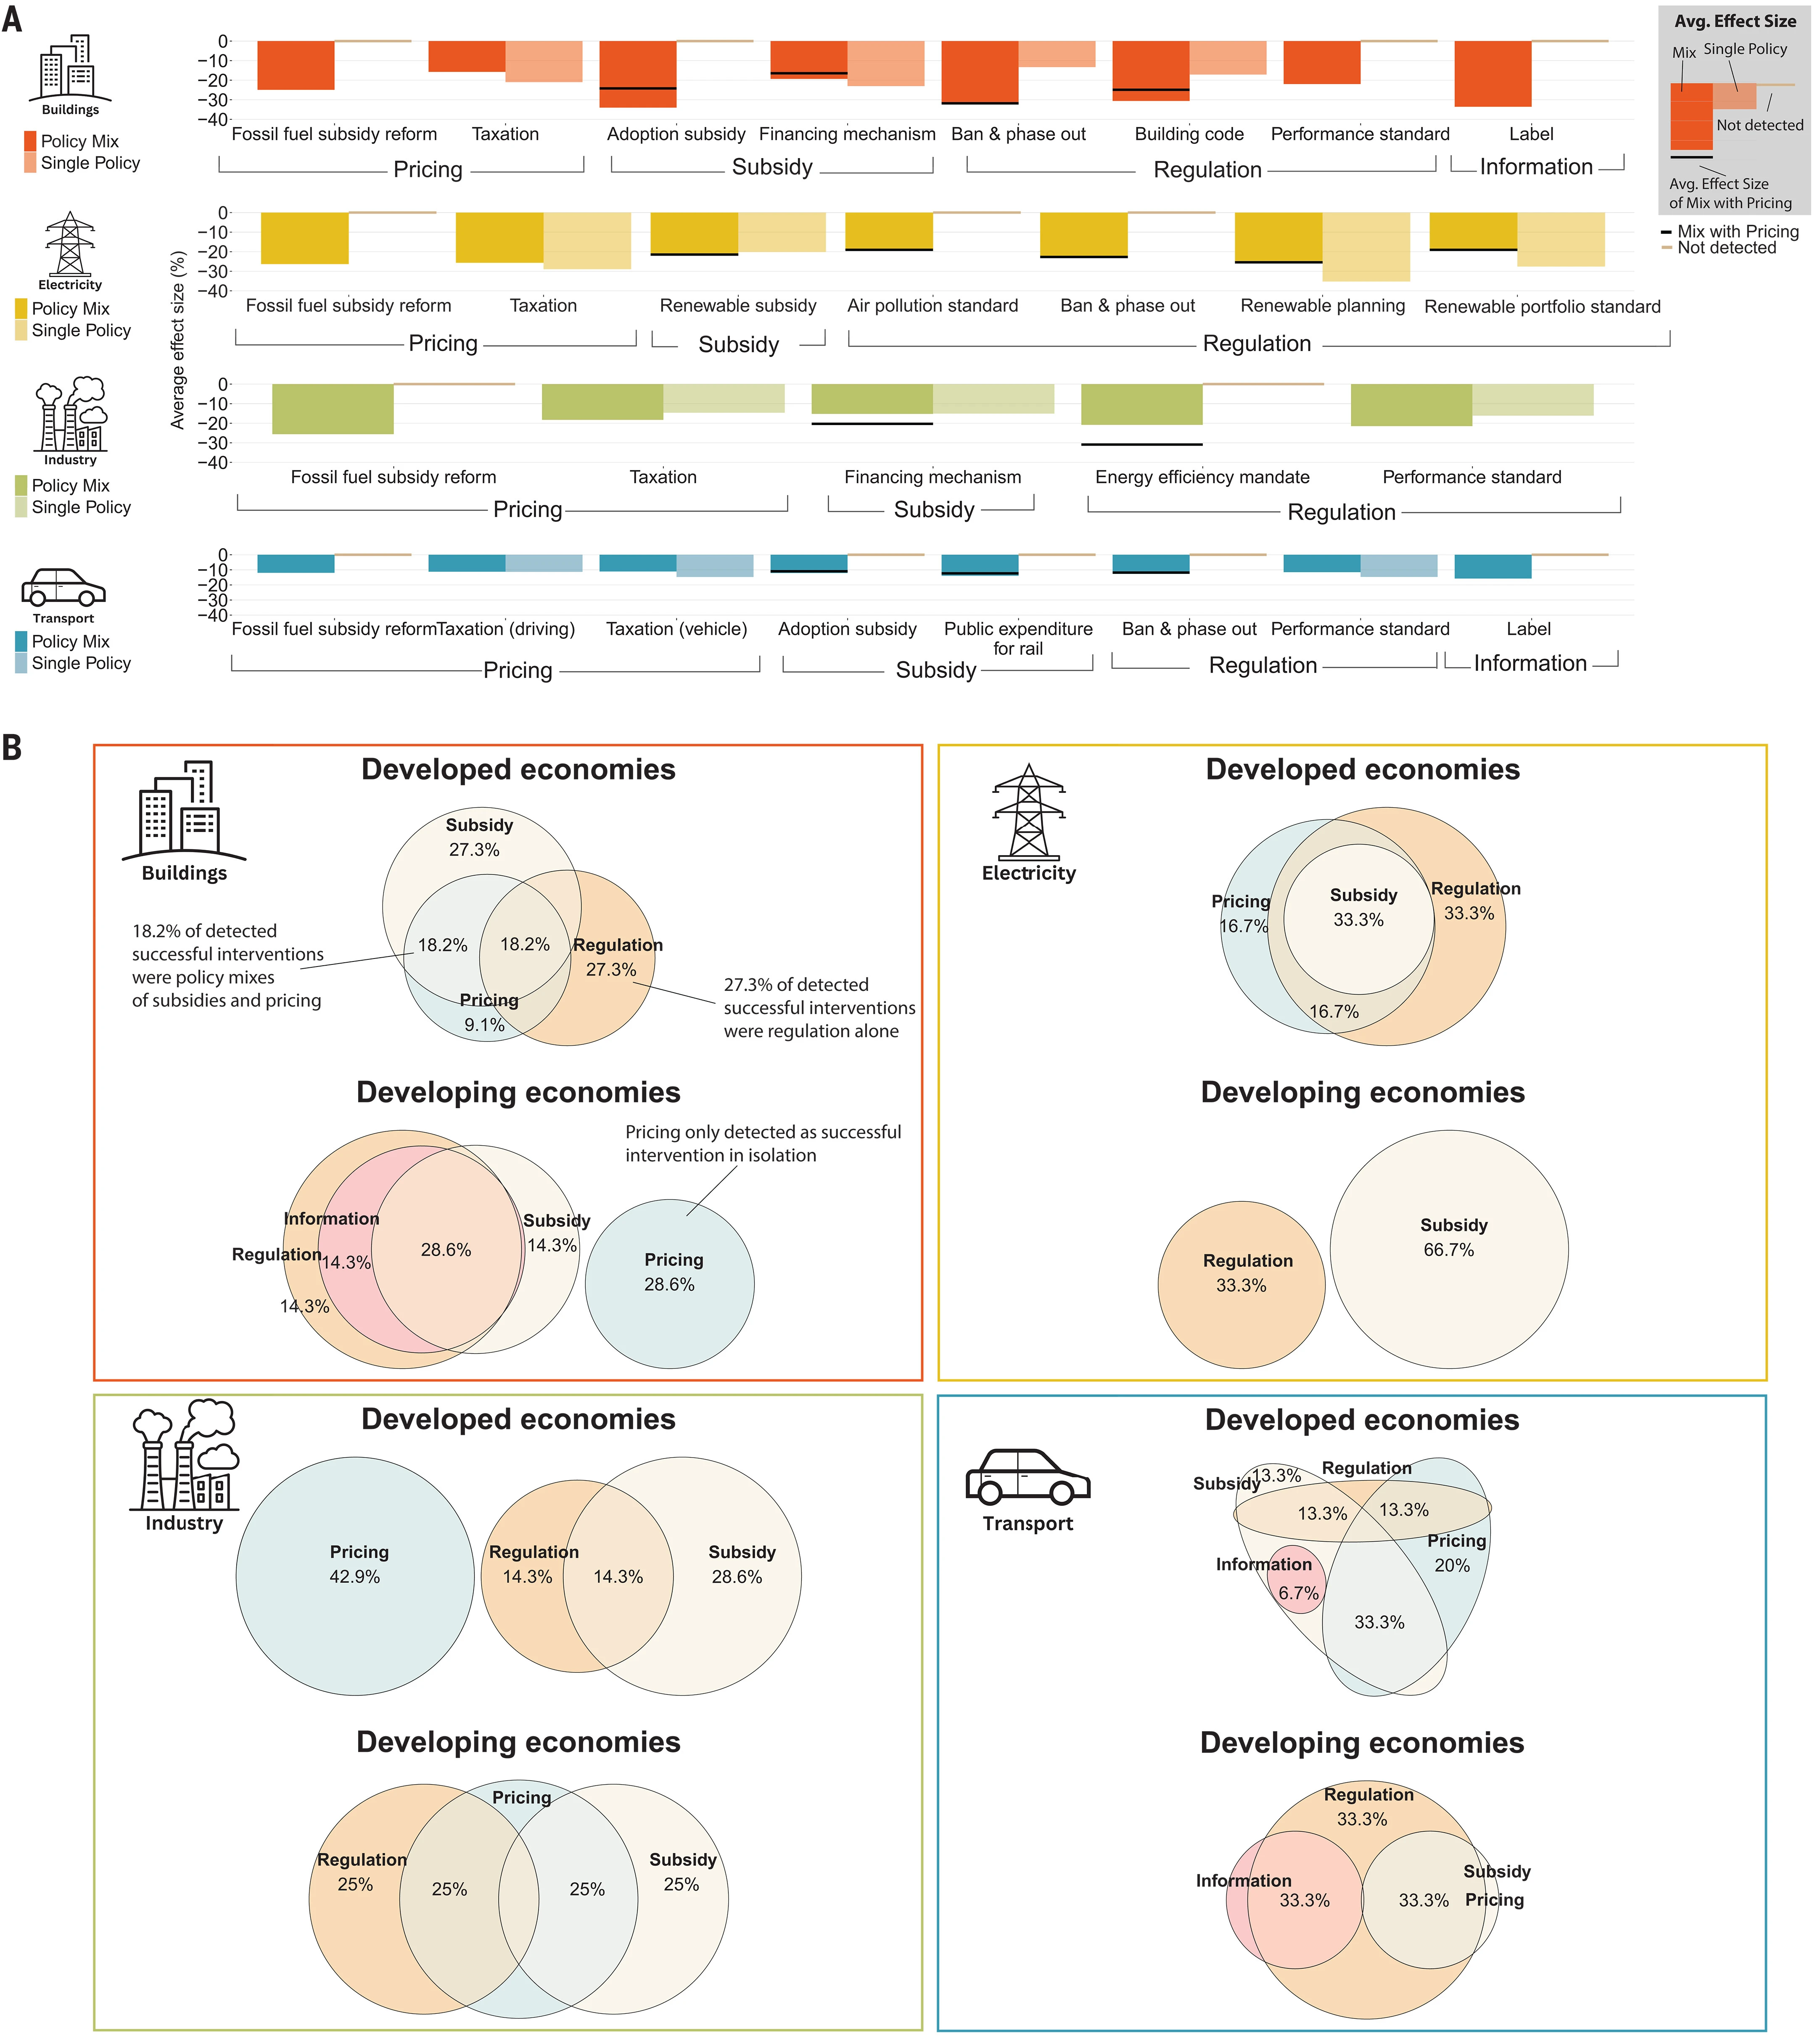 A
Buildings
Policy Mix
Single Policy
0
−10
−20
−30
−40
Fossil fuel subsidy reform
Taxation
Adoption subsidy
Financing mechanism
Ban & phase out
Building code
Performance standard
Label
Pricing
Subsidy
Regulation
Information
Avg. Effect Size
Mix
Single Policy
Not detected
Avg. Effect Size
of Mix with Pricing
Mix with Pricing
Not detected
Average effect size (%)
Electricity
Policy Mix
Single Policy
0
−10
−20
−30
−40
Fossil fuel subsidy reform
Taxation
Renewable subsidy
Air pollution standard
Ban & phase out
Renewable planning
Renewable portfolio standard
Pricing
Subsidy
Regulation
Industry
Policy Mix
Single Policy
0
−10
−20
−30
−40
Fossil fuel subsidy reform
Taxation
Financing mechanism
Energy efficiency mandate
Performance standard
Pricing
Subsidy
Regulation
Transport
Policy Mix
Single Policy
0
−10
−20
−30
−40
Fossil fuel subsidy reform
Taxation (driving)
Taxation (vehicle)
Adoption subsidy
Public expenditure
for rail
Ban & phase out
Performance standard
Label
Pricing
Subsidy
Regulation
Information
B
Buildings
Developed economies
Subsidy
27.3%
18.2%
18.2%
Regulation
27.3%
Pricing
9.1%
18.2% of detected
successful interventions
were policy mixes
of subsidies and pricing
27.3% of detected
successful interventions
were regulation alone
Developing economies
Pricing only detected as successful
intervention in isolation
Information
Regulation
14.3%
14.3%
28.6%
Subsidy
14.3%
Pricing
28.6%
Electricity
Developed economies
Pricing
16.7%
Subsidy
33.3%
Regulation
33.3%
16.7%
Developing economies
Regulation
33.3%
Subsidy
66.7%
Industry
Developed economies
Pricing
42.9%
Regulation
14.3%
14.3%
Subsidy
28.6%
Developing economies
Pricing
Regulation
25%
25%
25%
Subsidy
25%
Transport
Developed economies
Subsidy
13.3%
Regulation
13.3%
13.3%
Pricing
20%
Information
6.7%
33.3%
Developing economies
Regulation
33.3%
Information
33.3%
33.3%
Subsidy
Pricing